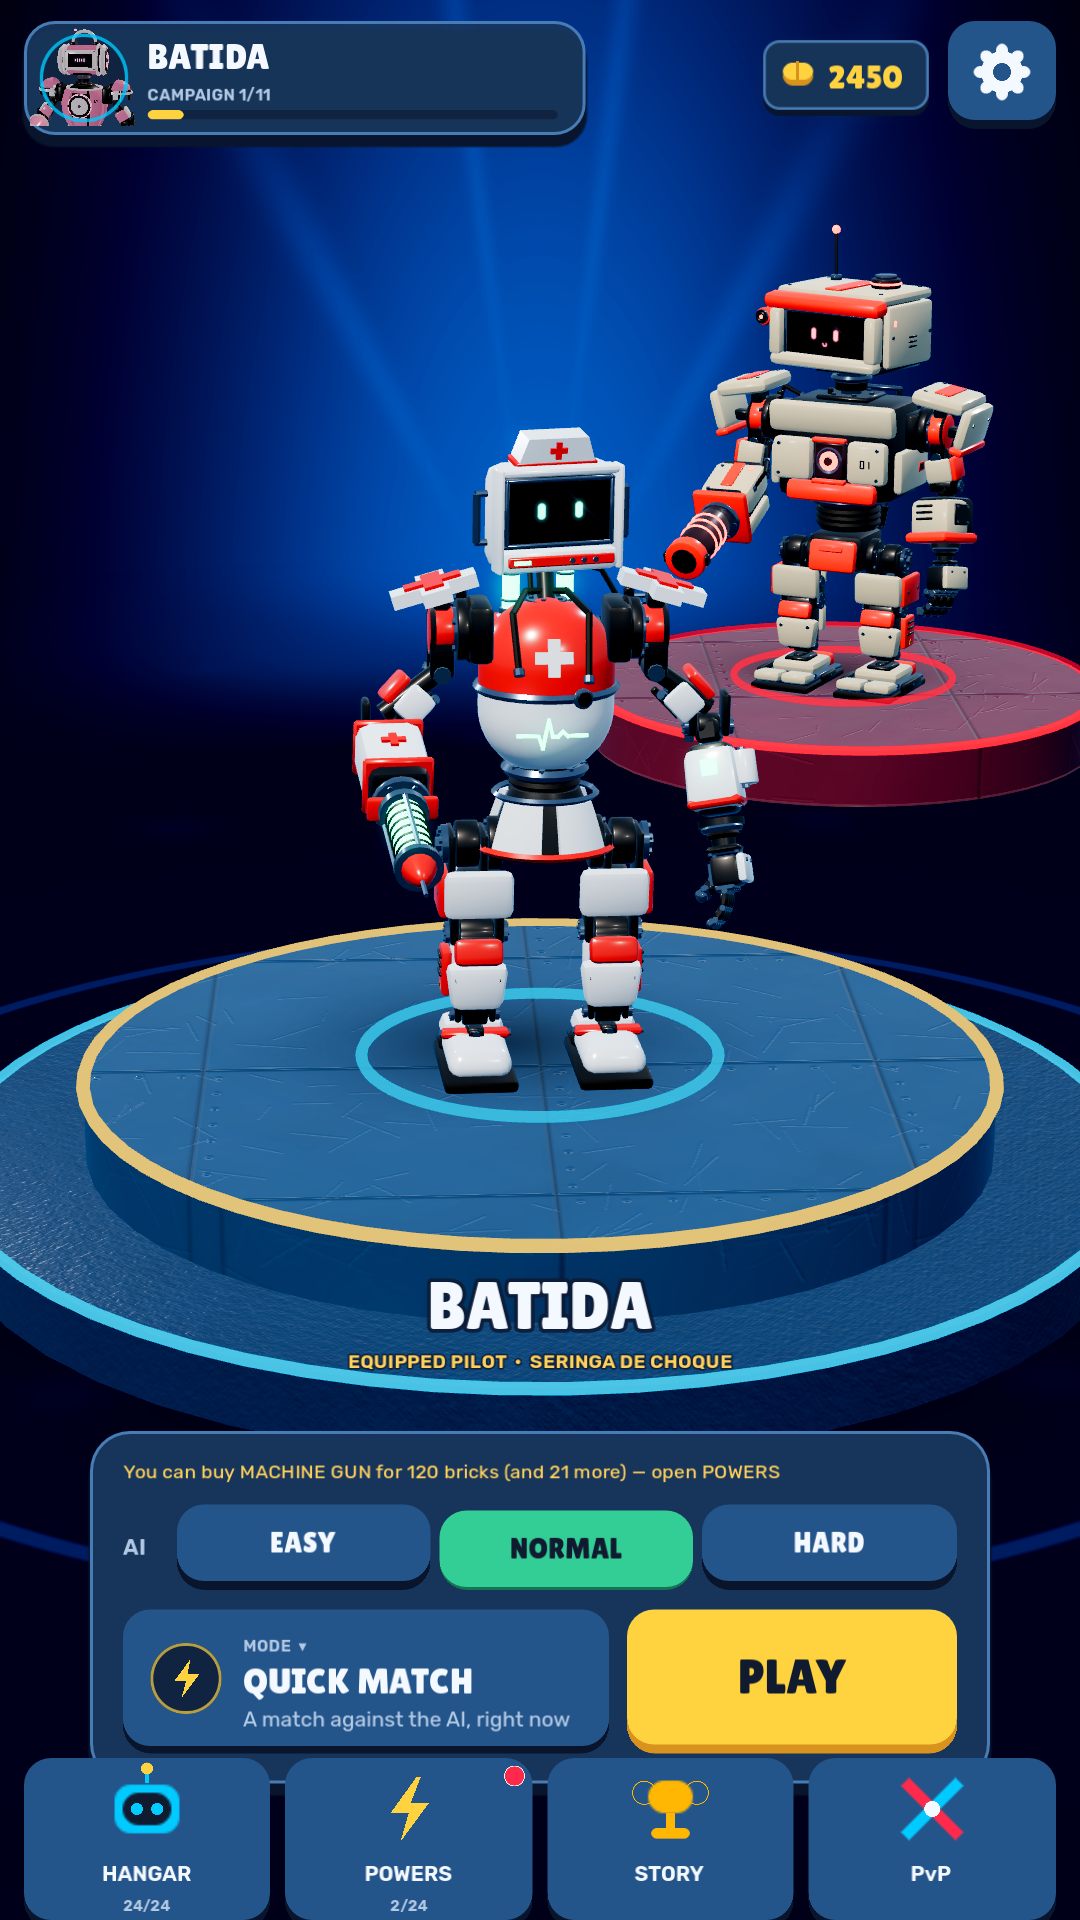 BATIDA
CAMPAIGN 1/11
2450
01
BATIDA
EQUIPPED PILOT • SERINGA DE CHOQUE
You can buy MACHINE GUN for 120 bricks (and 21 more) — open POWERS
AI
EASY
NORMAL
HARD
MODE ▾
QUICK MATCH
A match against the AI, right now
PLAY
HANGAR
24/24
POWERS
2/24
STORY
PvP